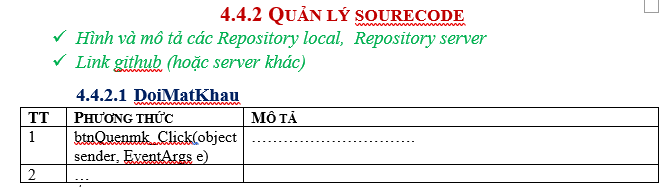 4.4.2 QUẢN LÝ SOURECODE
✓ Hình và mô tả các Repository local, Repository server
✓ Link github (hoặc server khác)
4.4.2.1 DoiMatKhau
TT PHƯƠNG THỨC MÔ TẢ
1 btnQuenmk_Click(object ……………………………
sender, EventArgs e)
2 …